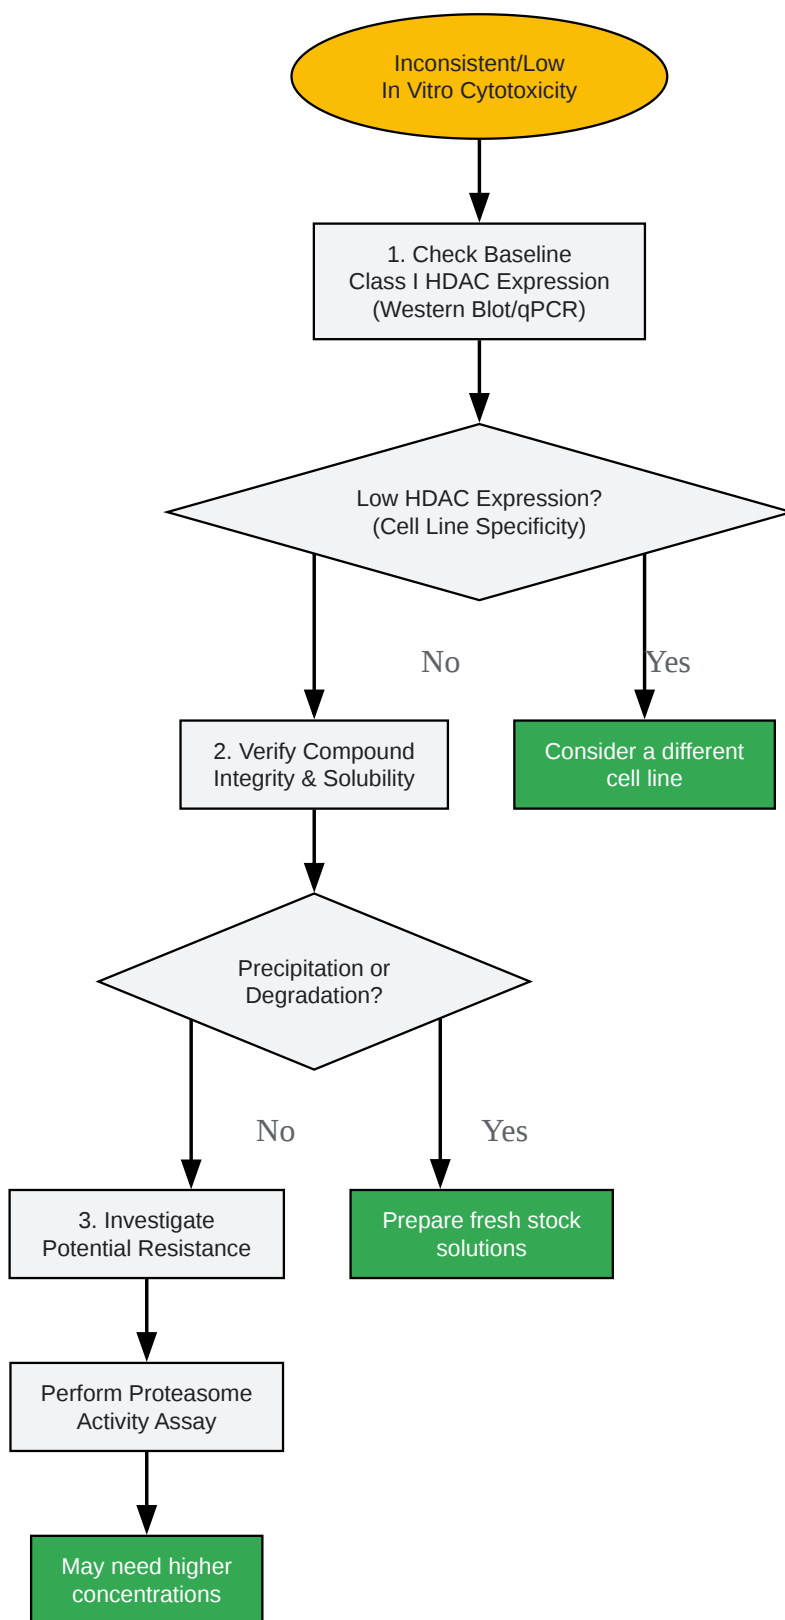 Inconsistent/Low
In Vitro Cytotoxicity
1. Check Baseline
Class I HDAC Expression
(Western Blot/qPCR)
Low HDAC Expression?
(Cell Line Specificity)
No
Yes
2. Verify Compound
Integrity & Solubility
Consider a different
cell line
Precipitation or
Degradation?
No
Yes
3. Investigate
Potential Resistance
Prepare fresh stock
solutions
Perform Proteasome
Activity Assay
May need higher
concentrations